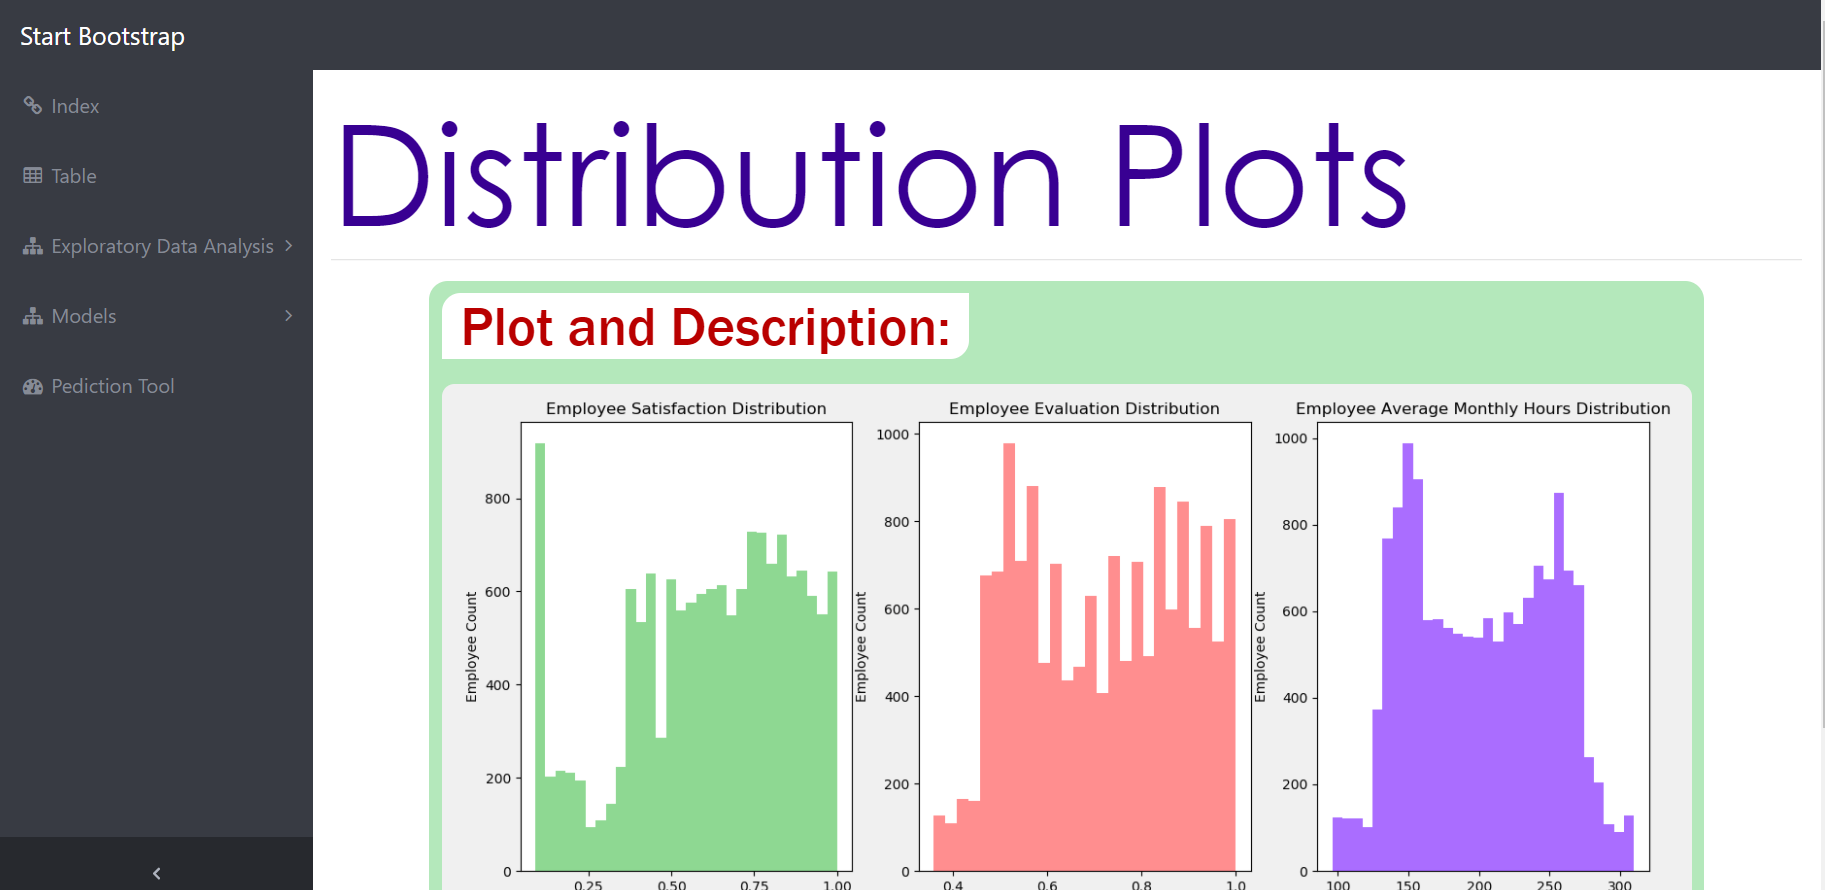 Start Bootstrap
Index
Table
Exploratory Data Analysis
Models
Pediction Tool
Distribution Plots
Plot and Description:
Employee Satisfaction Distribution
Employee Count
800
600
400
200
0
0.25 0.50 0.75 1.00
Employee Evaluation Distribution
Employee Count
1000
800
600
400
200
0
0.4 0.6 0.8 1.0
Employee Average Monthly Hours Distribution
Employee Count
1000
800
600
400
200
0
100 150 200 250 300